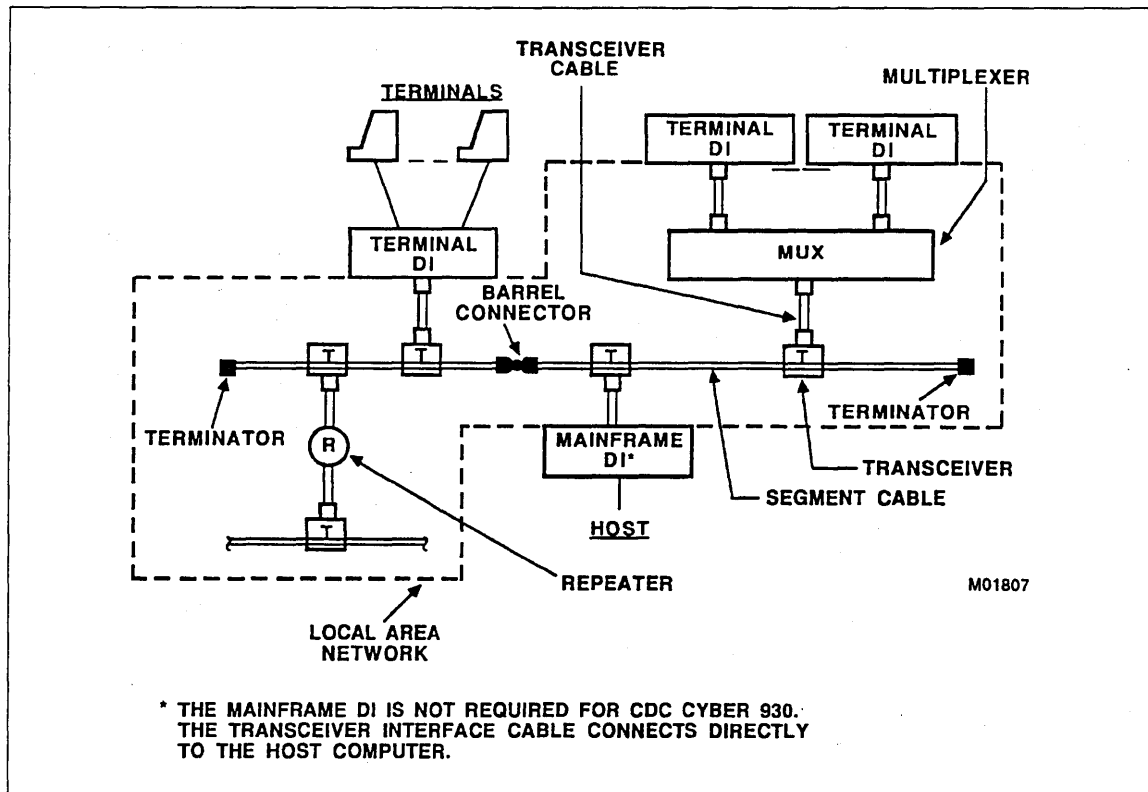 TRANSCEIVER
CABLE
MULTIPLEXER
TERMINALS
TERMINAL
DI
TERMINAL
DI
TERMINAL
DI
MUX
BARREL
CONNECTOR
T
T
T
T
TERMINATOR
TERMINATOR
R
MAINFRAME
DI*
TRANSCEIVER
SEGMENT CABLE
HOST
T
REPEATER
M01807
LOCAL AREA
NETWORK
* THE MAINFRAME DI IS NOT REQUIRED FOR CDC CYBER 930.
THE TRANSCEIVER INTERFACE CABLE CONNECTS DIRECTLY
TO THE HOST COMPUTER.